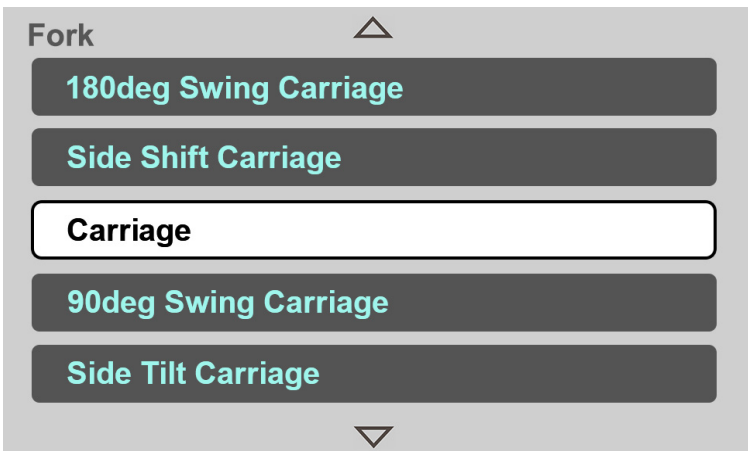 Fork
180deg Swing Carriage
Side Shift Carriage
Carriage
90deg Swing Carriage
Side Tilt Carriage